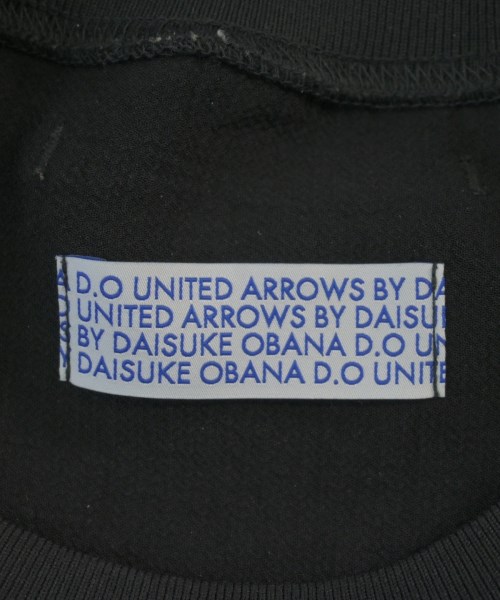 D.O UNITED ARROWS BY DA
UNITED ARROWS BY DAISU
BY DAISUKE OBANA D.O UN
DAISUKE OBANA D.O UNITE